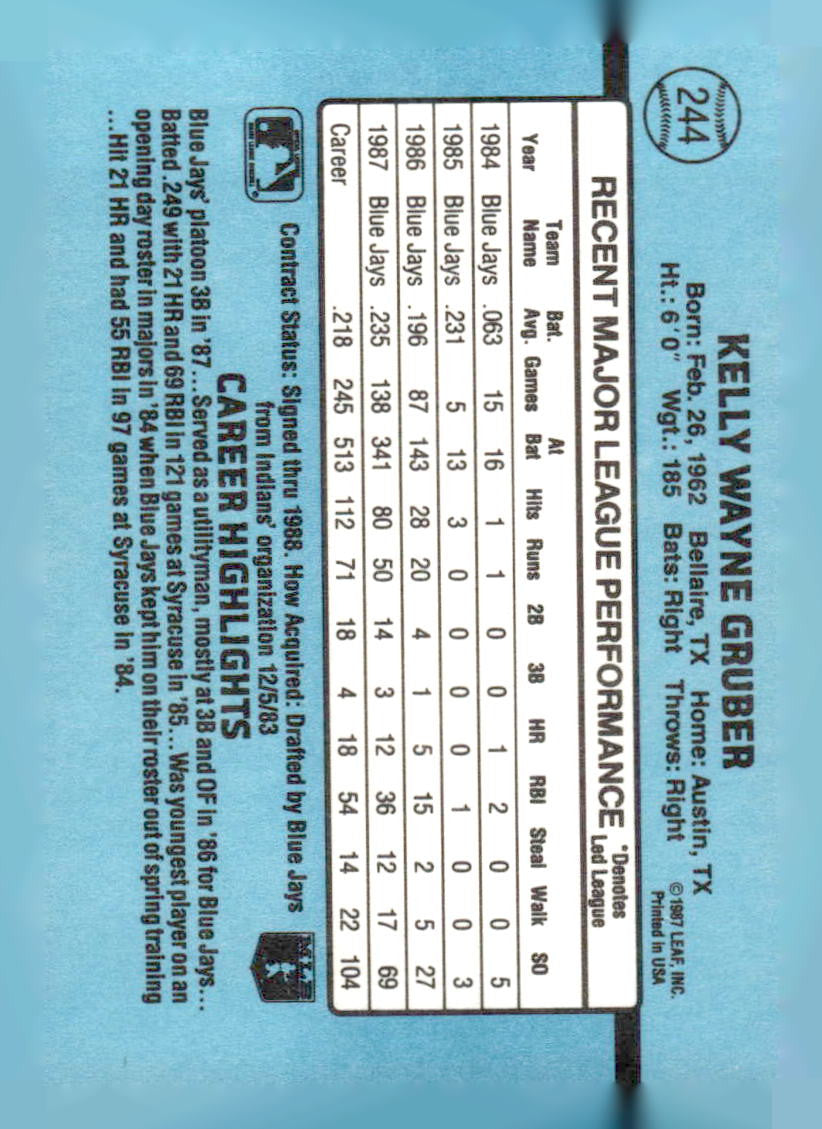 244
KELLY WAYNE GRUBER
Born: Feb. 26, 1962 Bellaire, TX Home: Austin, TX
Ht.: 6'0" Wgt.: 185 Bats: Right Throws: Right
©1987 LEAF, INC.
Printed in USA
RECENT MAJOR LEAGUE PERFORMANCE *Denotes Led League
Year Team Name Bat. Avg. Games At Bat Hits Runs 2B 3B HR RBI Steal Walk SO
1984 Blue Jays .063 15 16 1 1 0 0 1 2 0 0 5
1985 Blue Jays .231 5 13 3 0 0 0 0 1 0 0 3
1986 Blue Jays .196 87 143 28 20 4 1 5 15 2 5 27
1987 Blue Jays .235 138 341 80 50 14 3 12 36 12 17 69
Career .218 245 513 112 71 18 4 18 54 14 22 104
Contract Status: Signed thru 1988. How Acquired: Drafted by Blue Jays
from Indians' organization 12/5/83
MLB
CAREER HIGHLIGHTS
Blue Jays' platoon 3B in '87...Served as a utilityman, mostly at 3B and OF in '86 for Blue Jays...
Batted .249 with 21 HR and 69 RBI in 121 games at Syracuse in '85...Was youngest player on an
opening day roster in majors in '84 when Blue Jays kept him on their roster out of spring training
...Hit 21 HR and had 55 RBI in 97 games at Syracuse in '84.